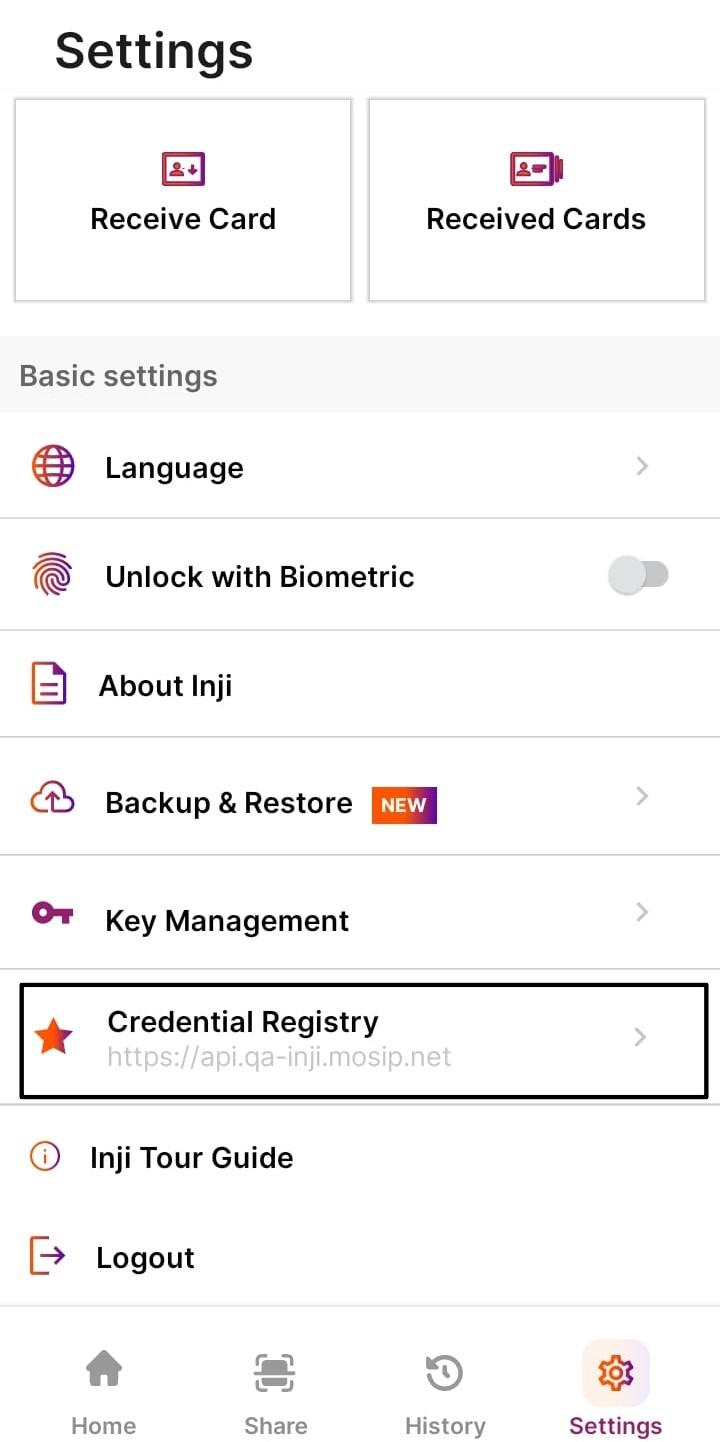 Settings
Receive Card
Received Cards
Basic settings
Language
Unlock with Biometric
About Inji
Backup & Restore NEW
Key Management
Credential Registry
https://api.qa-inji.mosip.net
Inji Tour Guide
Logout
Home Share History Settings